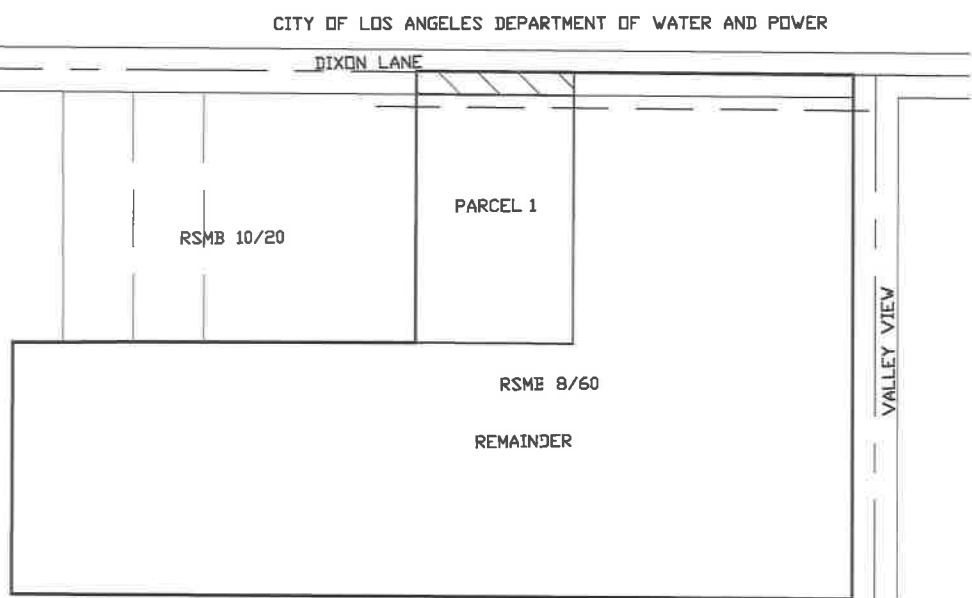 CITY OF LOS ANGELES DEPARTMENT OF WATER AND POWER
DIXON LANE
PARCEL 1
RSMB 10/20
VALLEY VIEW
RSMB 8/60
REMAINDER